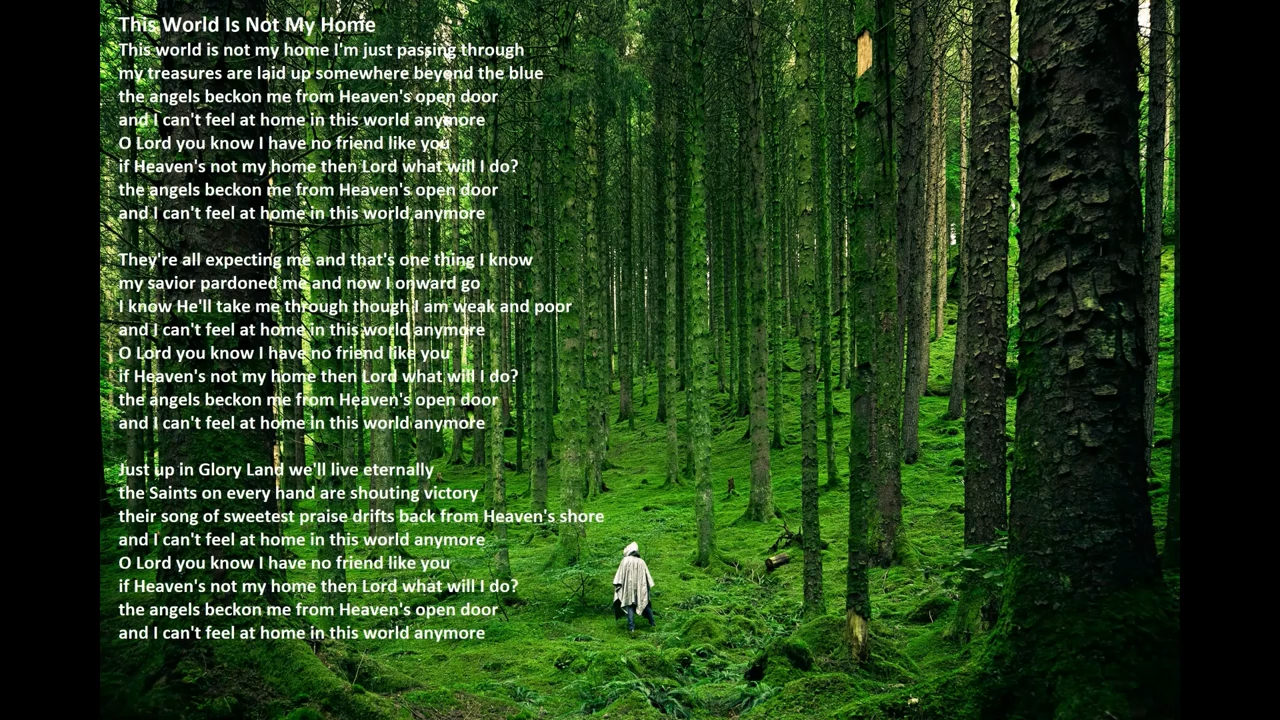 This World Is Not My Home
This world is not my home I'm just passing through
my treasures are laid up somewhere beyond the blue
the angels beckon me from Heaven's open door
and I can't feel at home in this world anymore
O Lord you know I have no friend like you
if Heaven's not my home then Lord what will I do?
the angels beckon me from Heaven's open door
and I can't feel at home in this world anymore
They're all expecting me and that's one thing I know
my savior pardoned me and now I onward go
I know He'll take me through though I am weak and poor
and I can't feel at home in this world anymore
O Lord you know I have no friend like you
if Heaven's not my home then Lord what will I do?
the angels beckon me from Heaven's open door
and I can't feel at home in this world anymore
Just up in Glory Land we'll live eternally
the Saints on every hand are shouting victory
their song of sweetest praise drifts back from Heaven's shore
and I can't feel at home in this world anymore
O Lord you know I have no friend like you
if Heaven's not my home then Lord what will I do?
the angels beckon me from Heaven's open door
and I can't feel at home in this world anymore